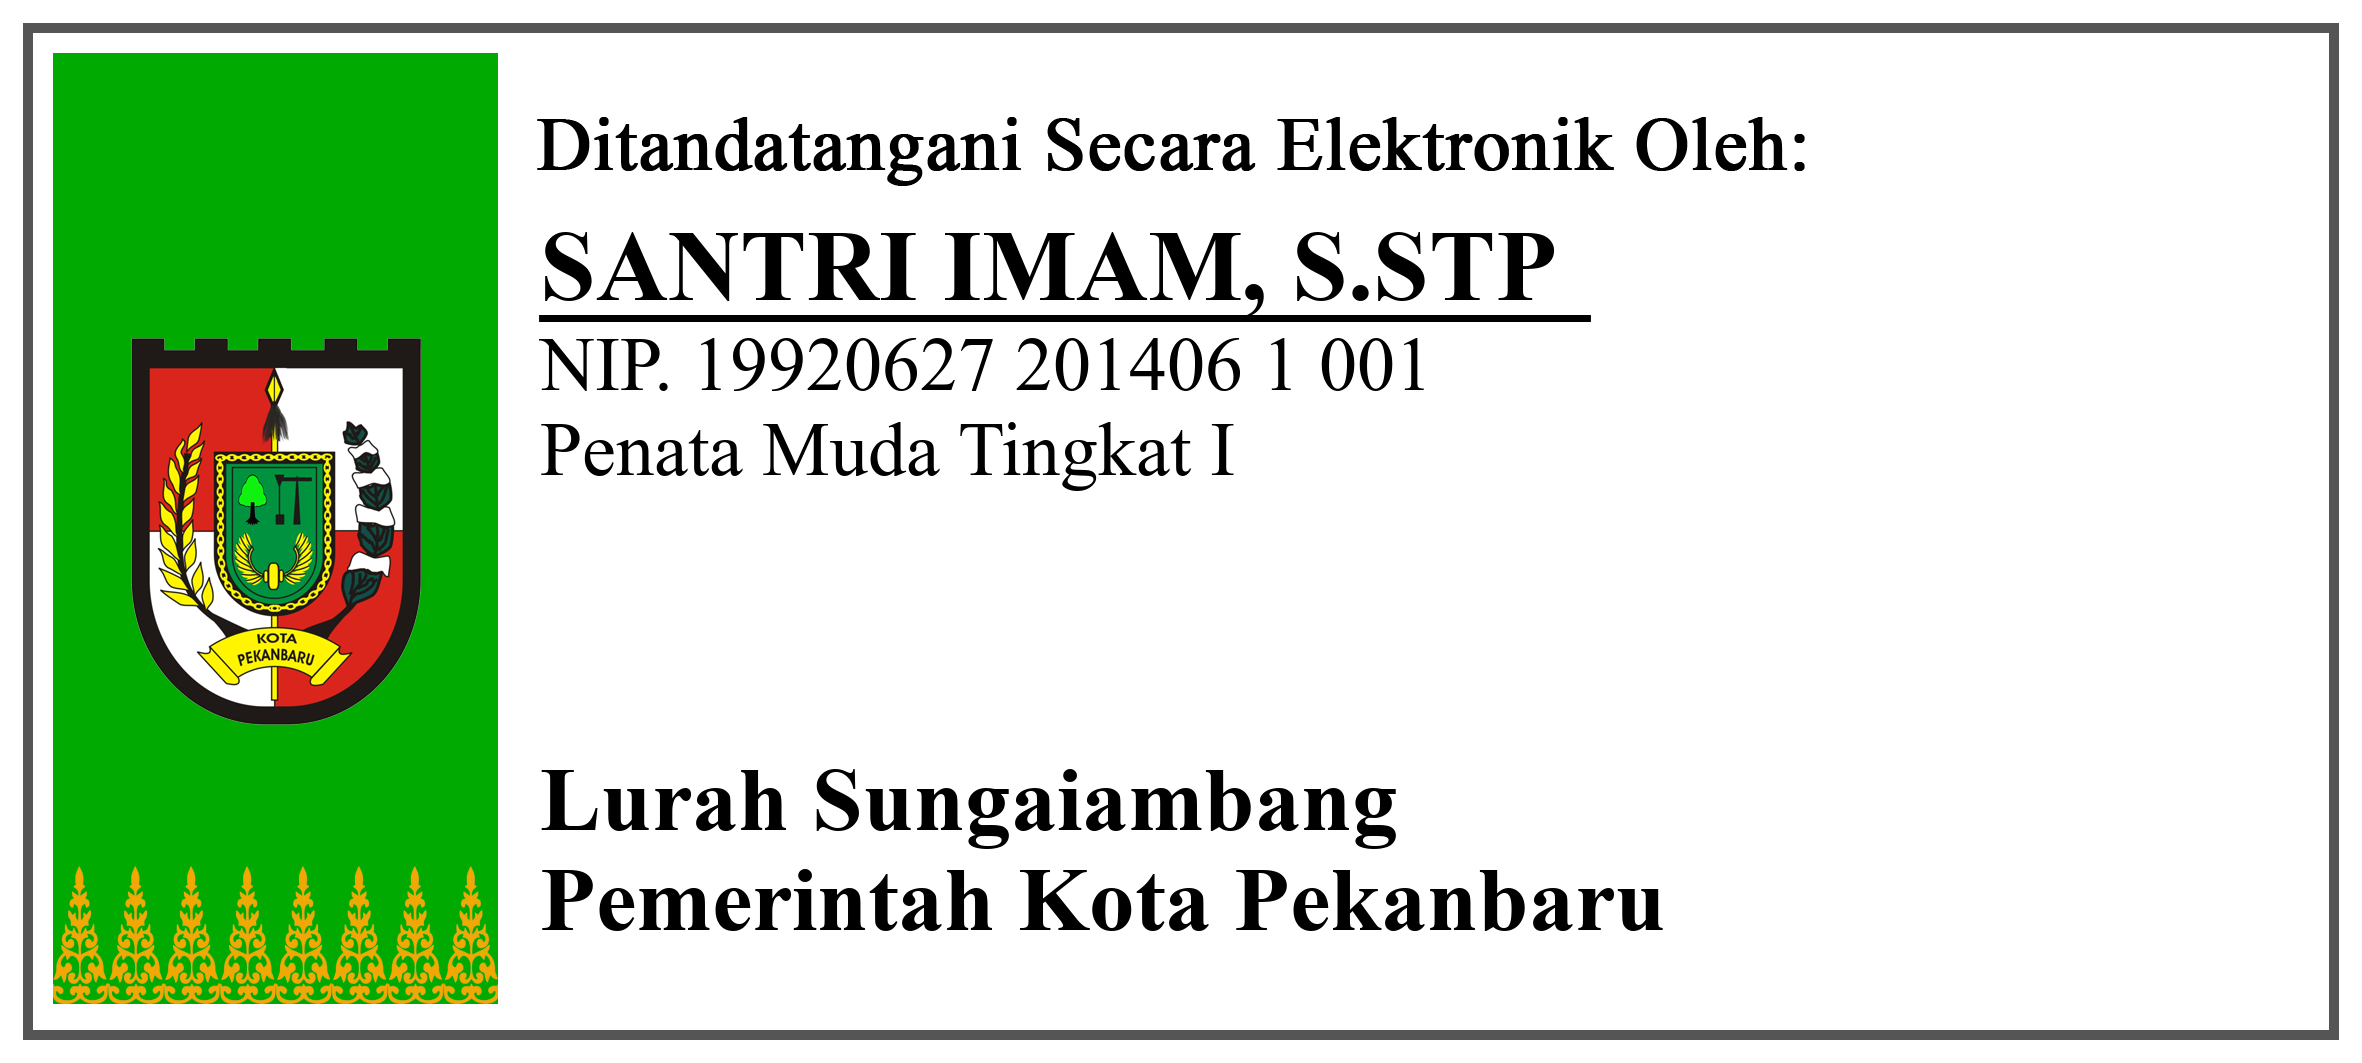 Ditandatangani Secara Elektronik Oleh:
SANTRI IMAM, S.STP
NIP. 19920627 201406 1 001
Penata Muda Tingkat I
KOTA
PEKANBARU
Lurah Sungaiambang
Pemerintah Kota Pekanbaru